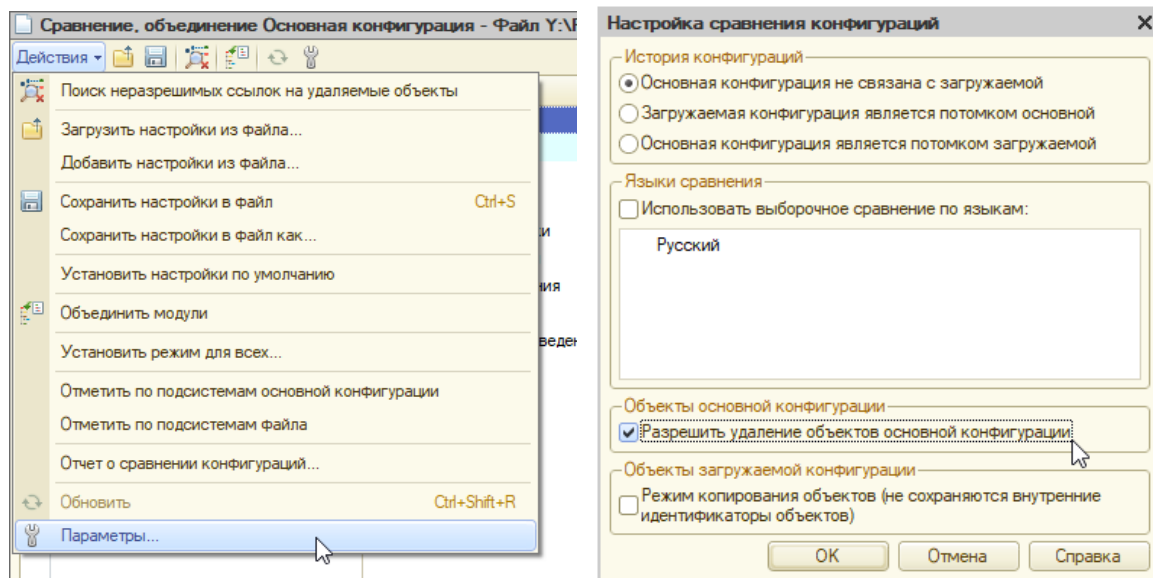 Сравнение, объединение Основная конфигурация - Файл Y:\
Действия
Поиск неразрешимых ссылок на удаляемые объекты
Загрузить настройки из файла...
Добавить настройки из файла...
Сохранить настройки в файл Ctrl+S
Сохранить настройки в файл как...
Установить настройки по умолчанию
Объединить модули
Установить режим для всех...
Отметить по подсистемам основной конфигурации
Отметить по подсистемам файла
Отчет о сравнении конфигураций...
Обновить Ctrl+Shift+R
Параметры...
Настройка сравнения конфигураций
История конфигураций
Основная конфигурация не связана с загружаемой
Загружаемая конфигурация является потомком основной
Основная конфигурация является потомком загружаемой
Языки сравнения
Использовать выборочное сравнение по языкам:
Русский
Объекты основной конфигурации
Разрешить удаление объектов основной конфигурации
Объекты загружаемой конфигурации
Режим копирования объектов (не сохраняются внутренние
идентификаторы объектов)
OK Отмена Справка